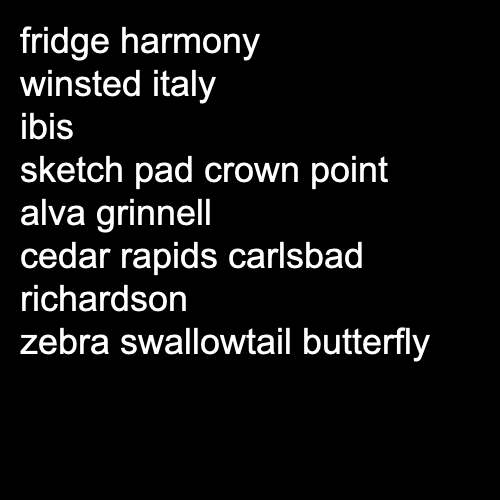 fridge harmony
winsted italy
ibis
sketch pad crown point
alva grinnell
cedar rapids carlsbad
richardson
zebra swallowtail butterfly